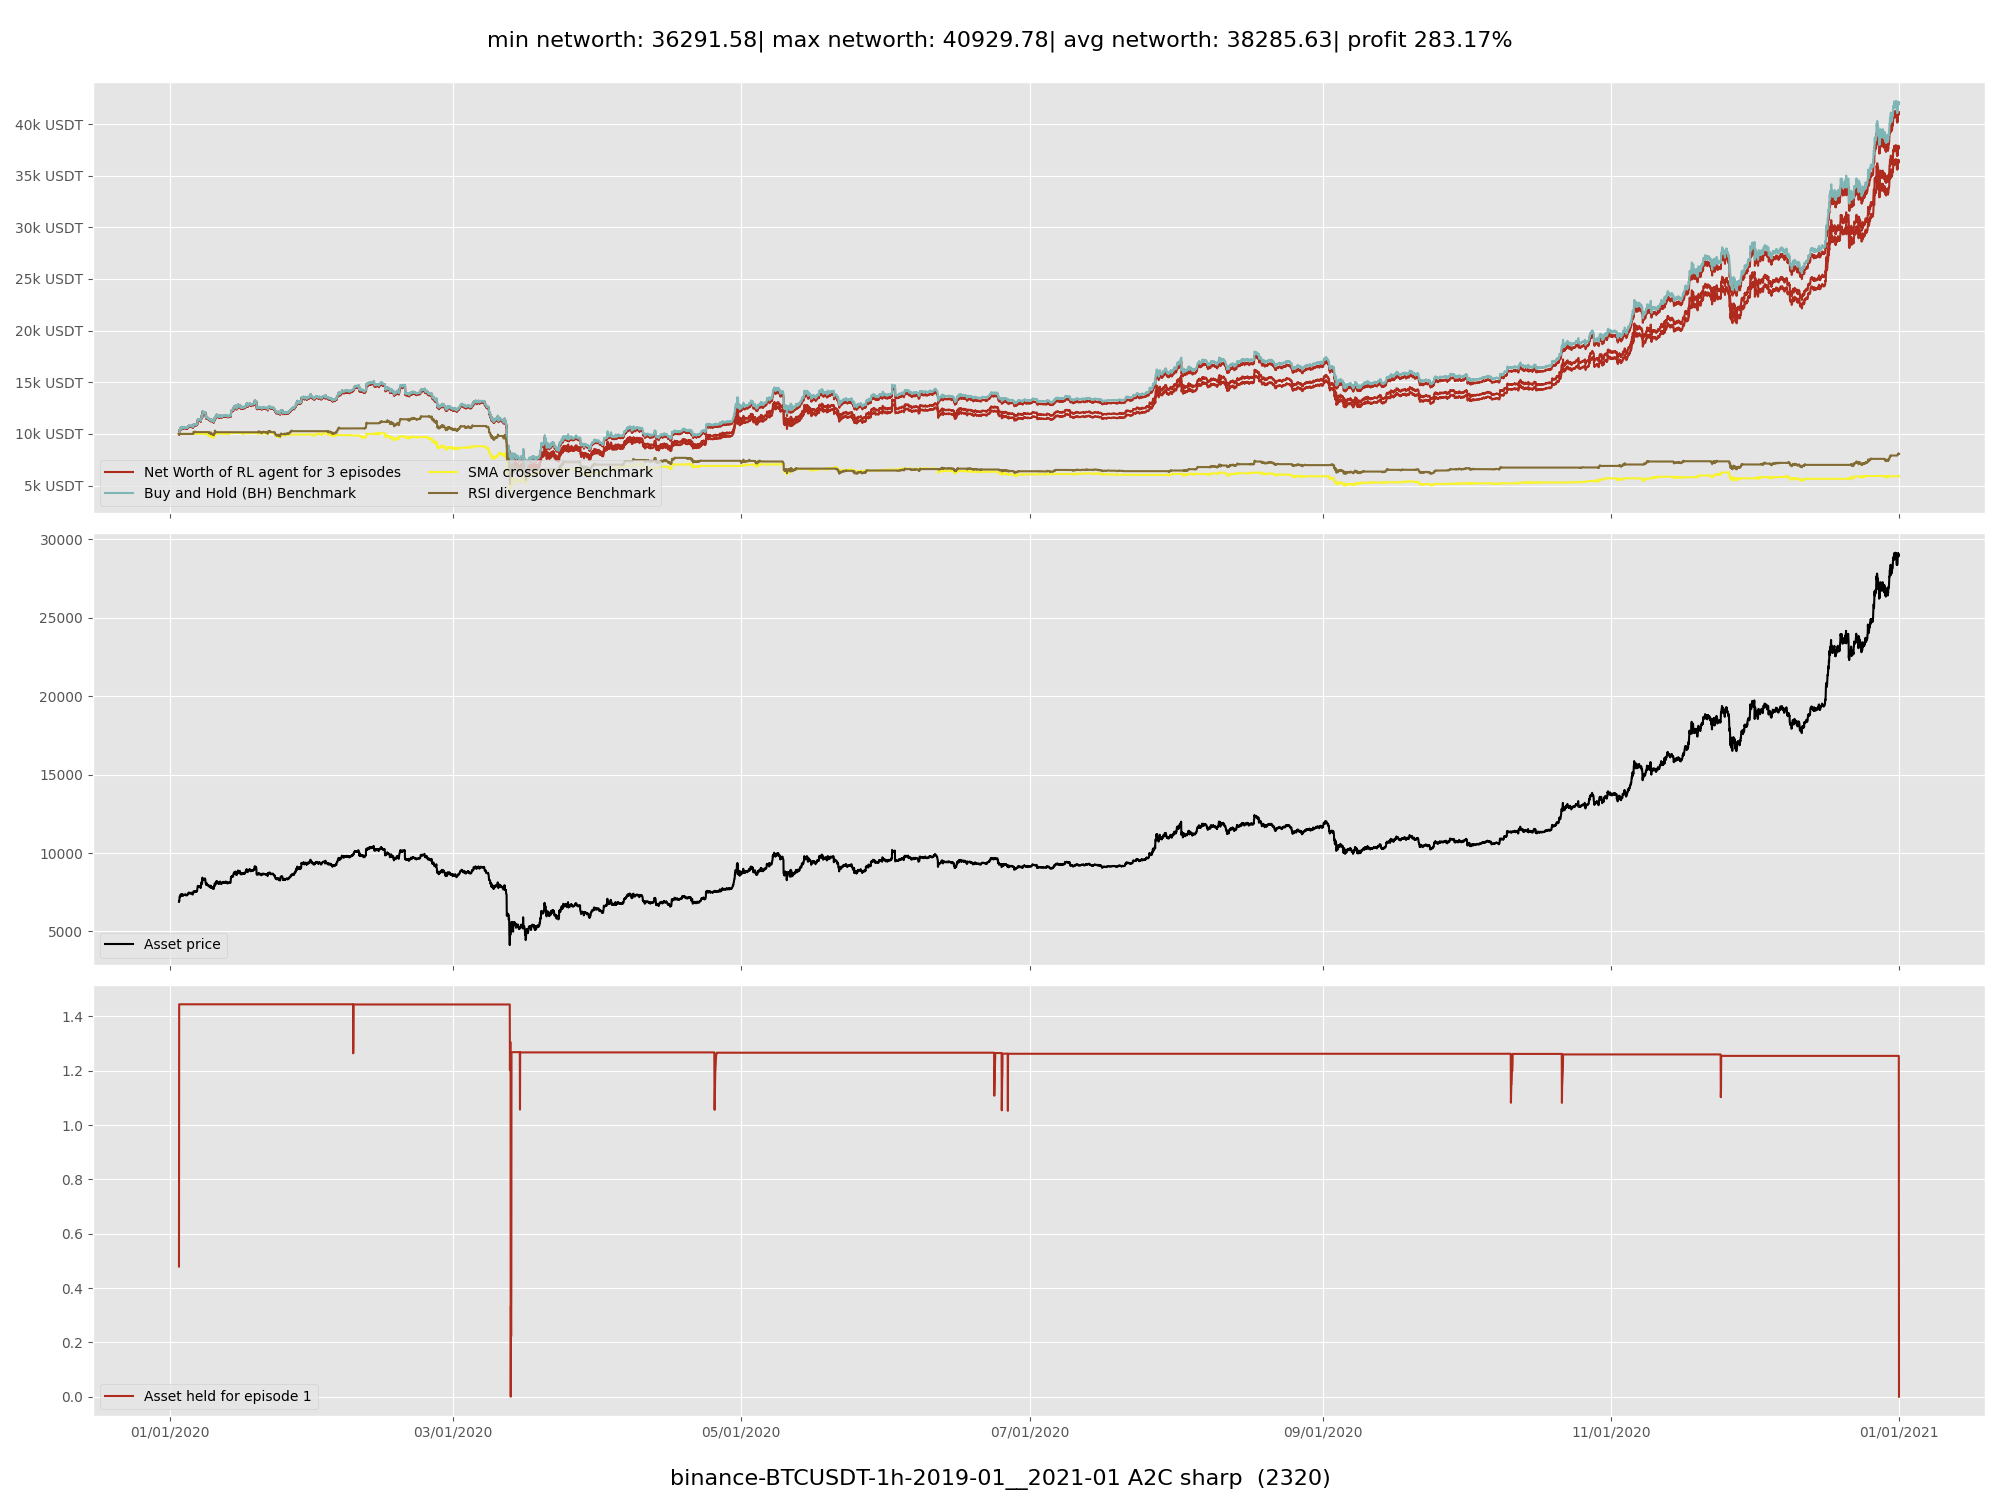 min networth: 36291.58| max networth: 40929.78| avg networth: 38285.63| profit 283.17%
40k USDT
35k USDT
30k USDT
25k USDT
20k USDT
15k USDT
10k USDT
5k USDT
Net Worth of RL agent for 3 episodes
Buy and Hold (BH) Benchmark
SMA crossover Benchmark
RSI divergence Benchmark
30000
25000
20000
15000
10000
5000
Asset price
1.4
1.2
1.0
0.8
0.6
0.4
0.2
0.0
Asset held for episode 1
01/01/2020 03/01/2020 05/01/2020 07/01/2020 09/01/2020 11/01/2020 01/01/2021
binance-BTCUSDT-1h-2019-01__2021-01 A2C sharp  (2320)